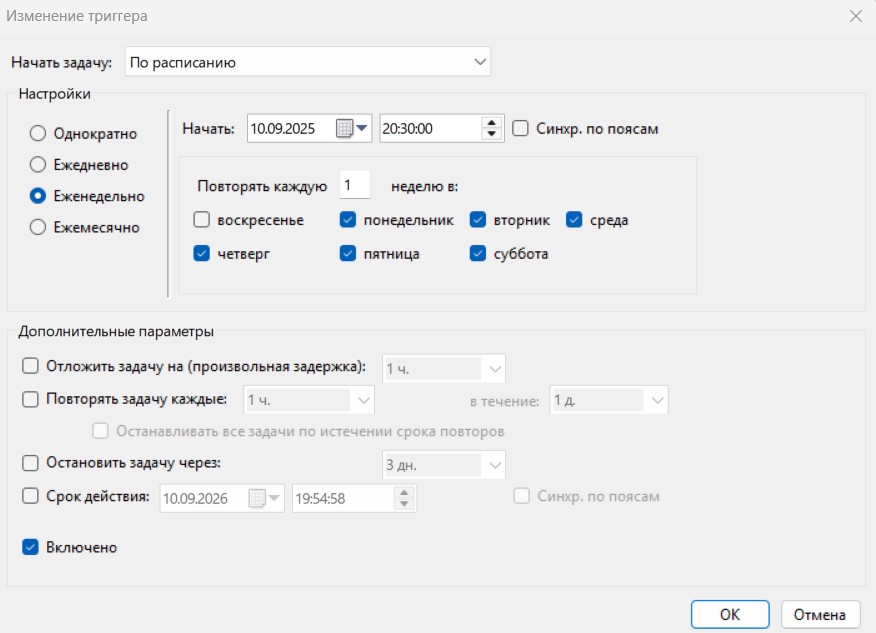 Изменение триггера
Начать задачу: По расписанию
Настройки
Однократно
Ежедневно
Еженедельно
Ежемесячно
Начать: 10.09.2025 20:30:00 Синхр. по поясам
Повторять каждую 1 неделю в:
воскресенье понедельник вторник среда
четверг пятница суббота
Дополнительные параметры
Отложить задачу на (произвольная задержка): 1 ч.
Повторять задачу каждые: 1 ч. в течение: 1 д.
Останавливать все задачи по истечении срока повторов
Остановить задачу через: 3 дн.
Срок действия: 10.09.2026 19:54:58 Синхр. по поясам
Включено
ОК Отмена